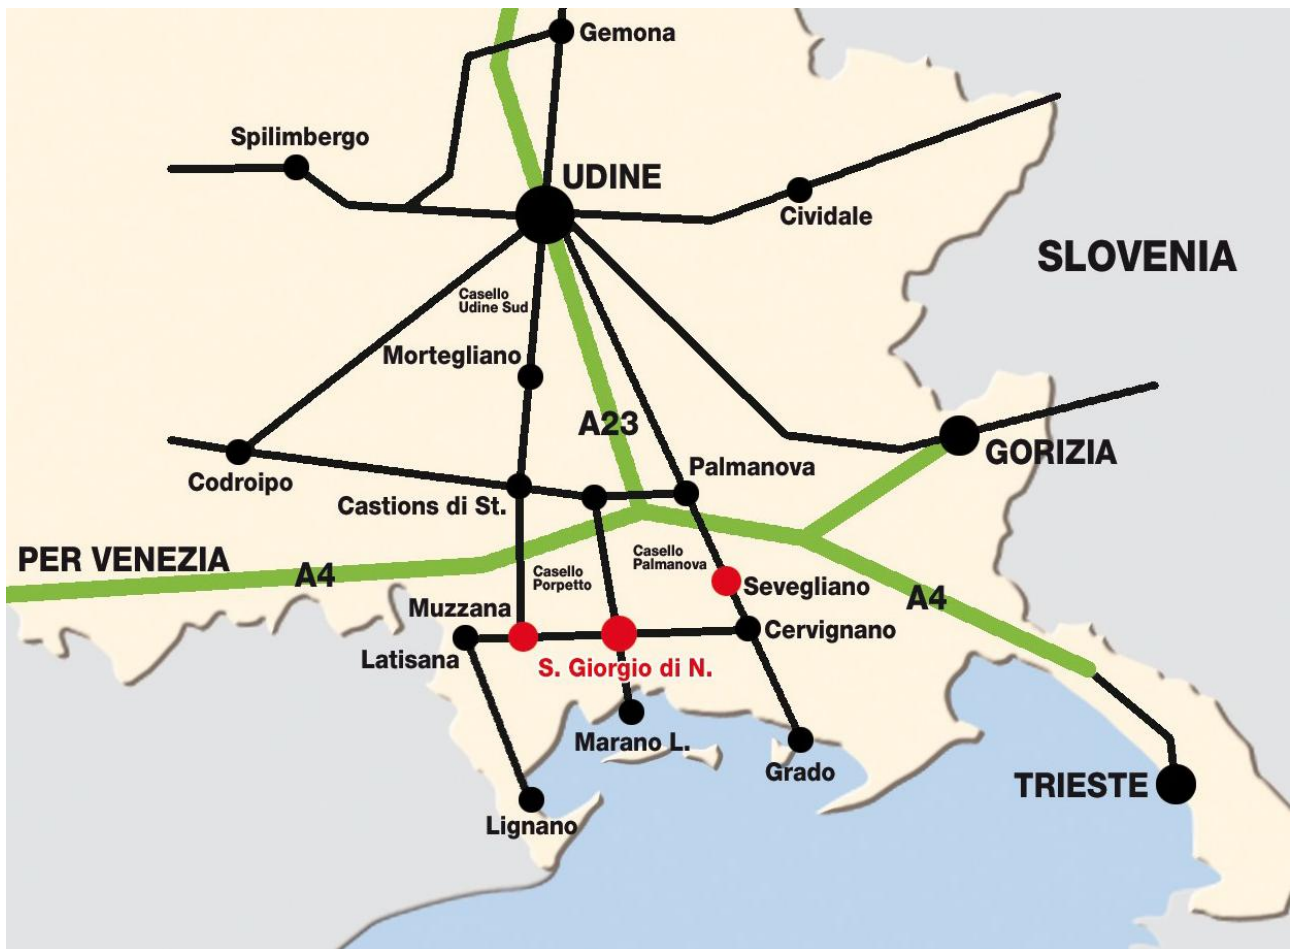 Gemona
Spilimbergo
UDINE
Cividale
SLOVENIA
Casello
Udine Sud
Mortegliano
A23
GORIZIA
Palmanova
Codroipo
Castions di St.
PER VENEZIA
A4
Casello
Porpetto
Casello
Palmanova
Sevegliano
A4
Muzzana
Cervignano
Latisana
S. Giorgio di N.
Marano L.
Grado
TRIESTE
Lignano